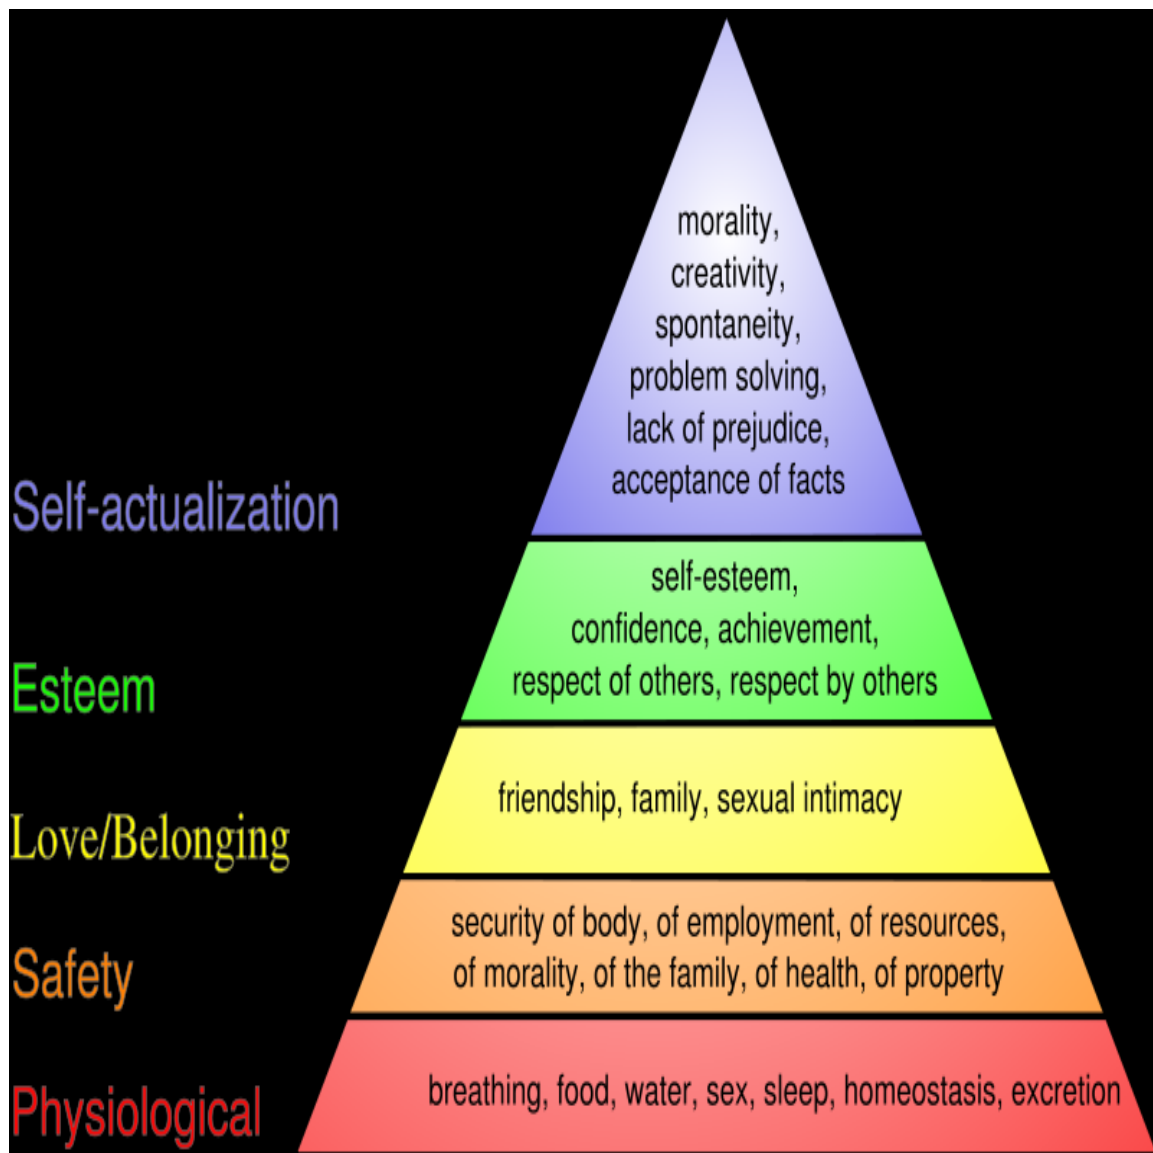 morality,
creativity,
spontaneity,
problem solving,
lack of prejudice,
acceptance of facts
Self-actualization
self-esteem,
confidence, achievement,
respect of others, respect by others
Esteem
friendship, family, sexual intimacy
Love/Belonging
security of body, of employment, of resources,
of morality, of the family, of health, of property
Safety
breathing, food, water, sex, sleep, homeostasis, excretion
Physiological